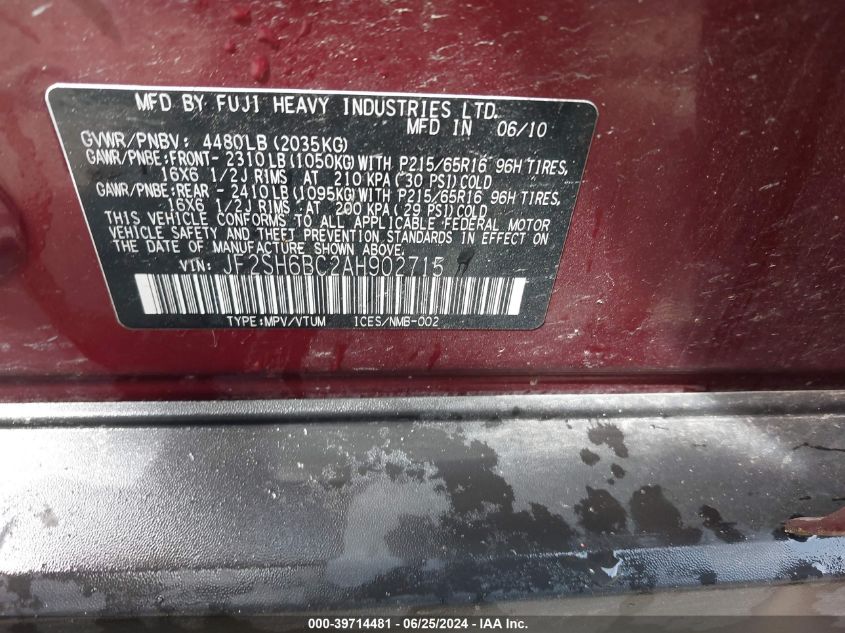 MFD BY FUJI HEAVY INDUSTRIES LTD.
MFD IN 06/10
GVWR/PNBV: 4480LB(2035KG)
GAWR/PNBE:FRONT- 2310LB(1050KG)WITH P215/65R16 96H TIRES,
16X6 1/2J RIMS AT 210 KPA(30 PSI)COLD
GAWR/PNBE:REAR - 2410LB(1095KG)WITH P215/65R16 96H TIRES,
16X6 1/2J RIMS AT 200 KPA(29 PSI)COLD
THIS VEHICLE CONFORMS TO ALL APPLICABLE FEDERAL MOTOR
VEHICLE SAFETY AND THEFT PREVENTION STANDARDS IN EFFECT ON
THE DATE OF MANUFACTURE SHOWN ABOVE.
VIN: JF2SH6BC2AH902715
TYPE:MPV/VTUM ICES/NMB-002
000-39714481 - 06/25/2024 - IAA Inc.